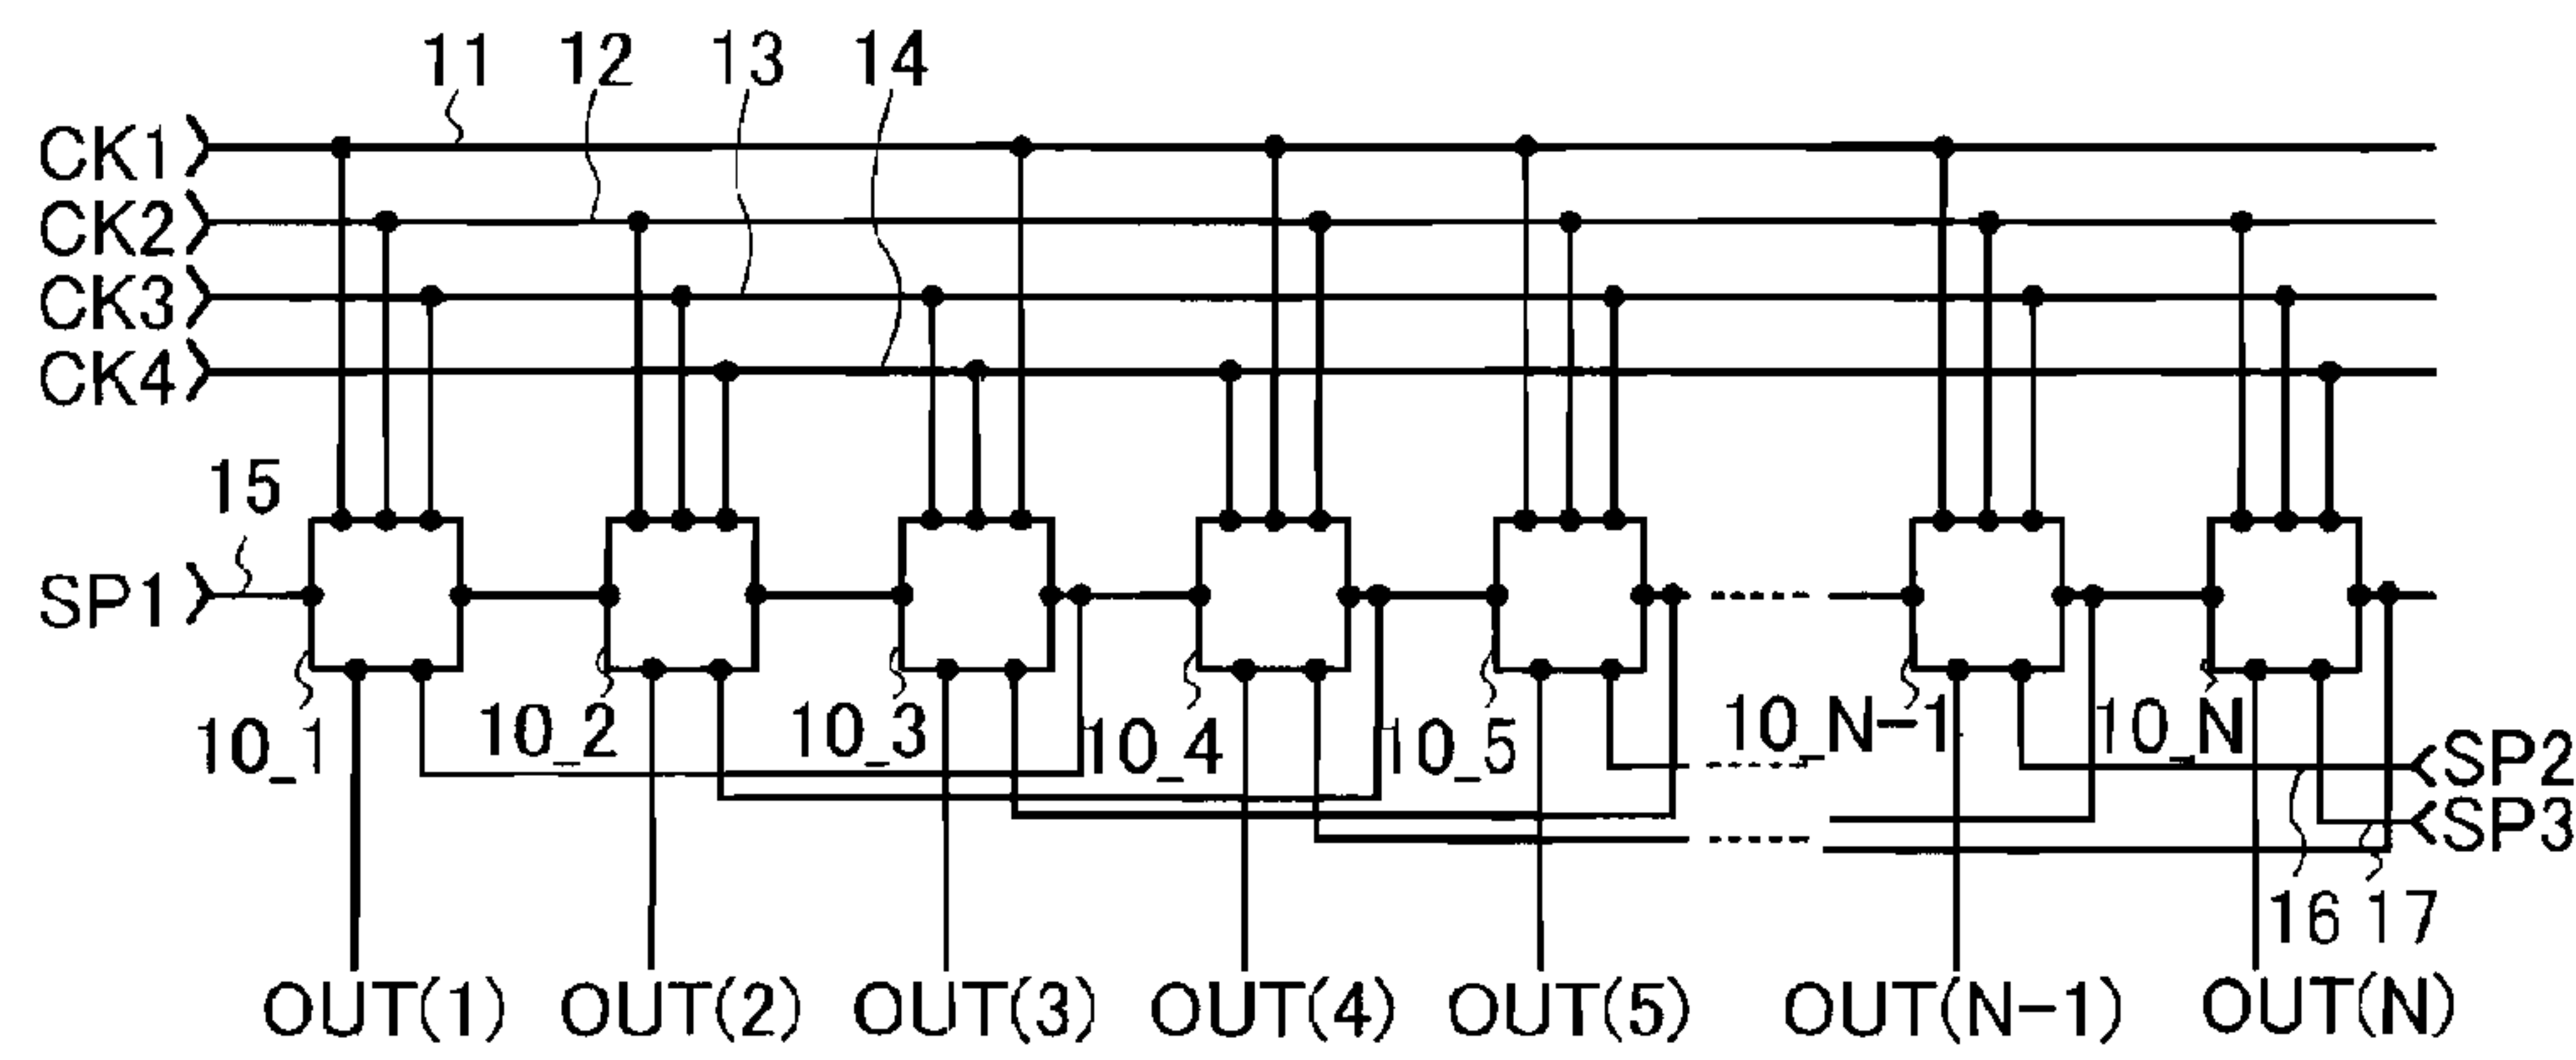 11 12 13 14
CK1
CK2
CK3
CK4
15
SP1
10_1 10_2 10_3 10_4 10_5 10_N-1 10_N
SP2
SP3
16 17
OUT(1) OUT(2) OUT(3) OUT(4) OUT(5) OUT(N-1) OUT(N)